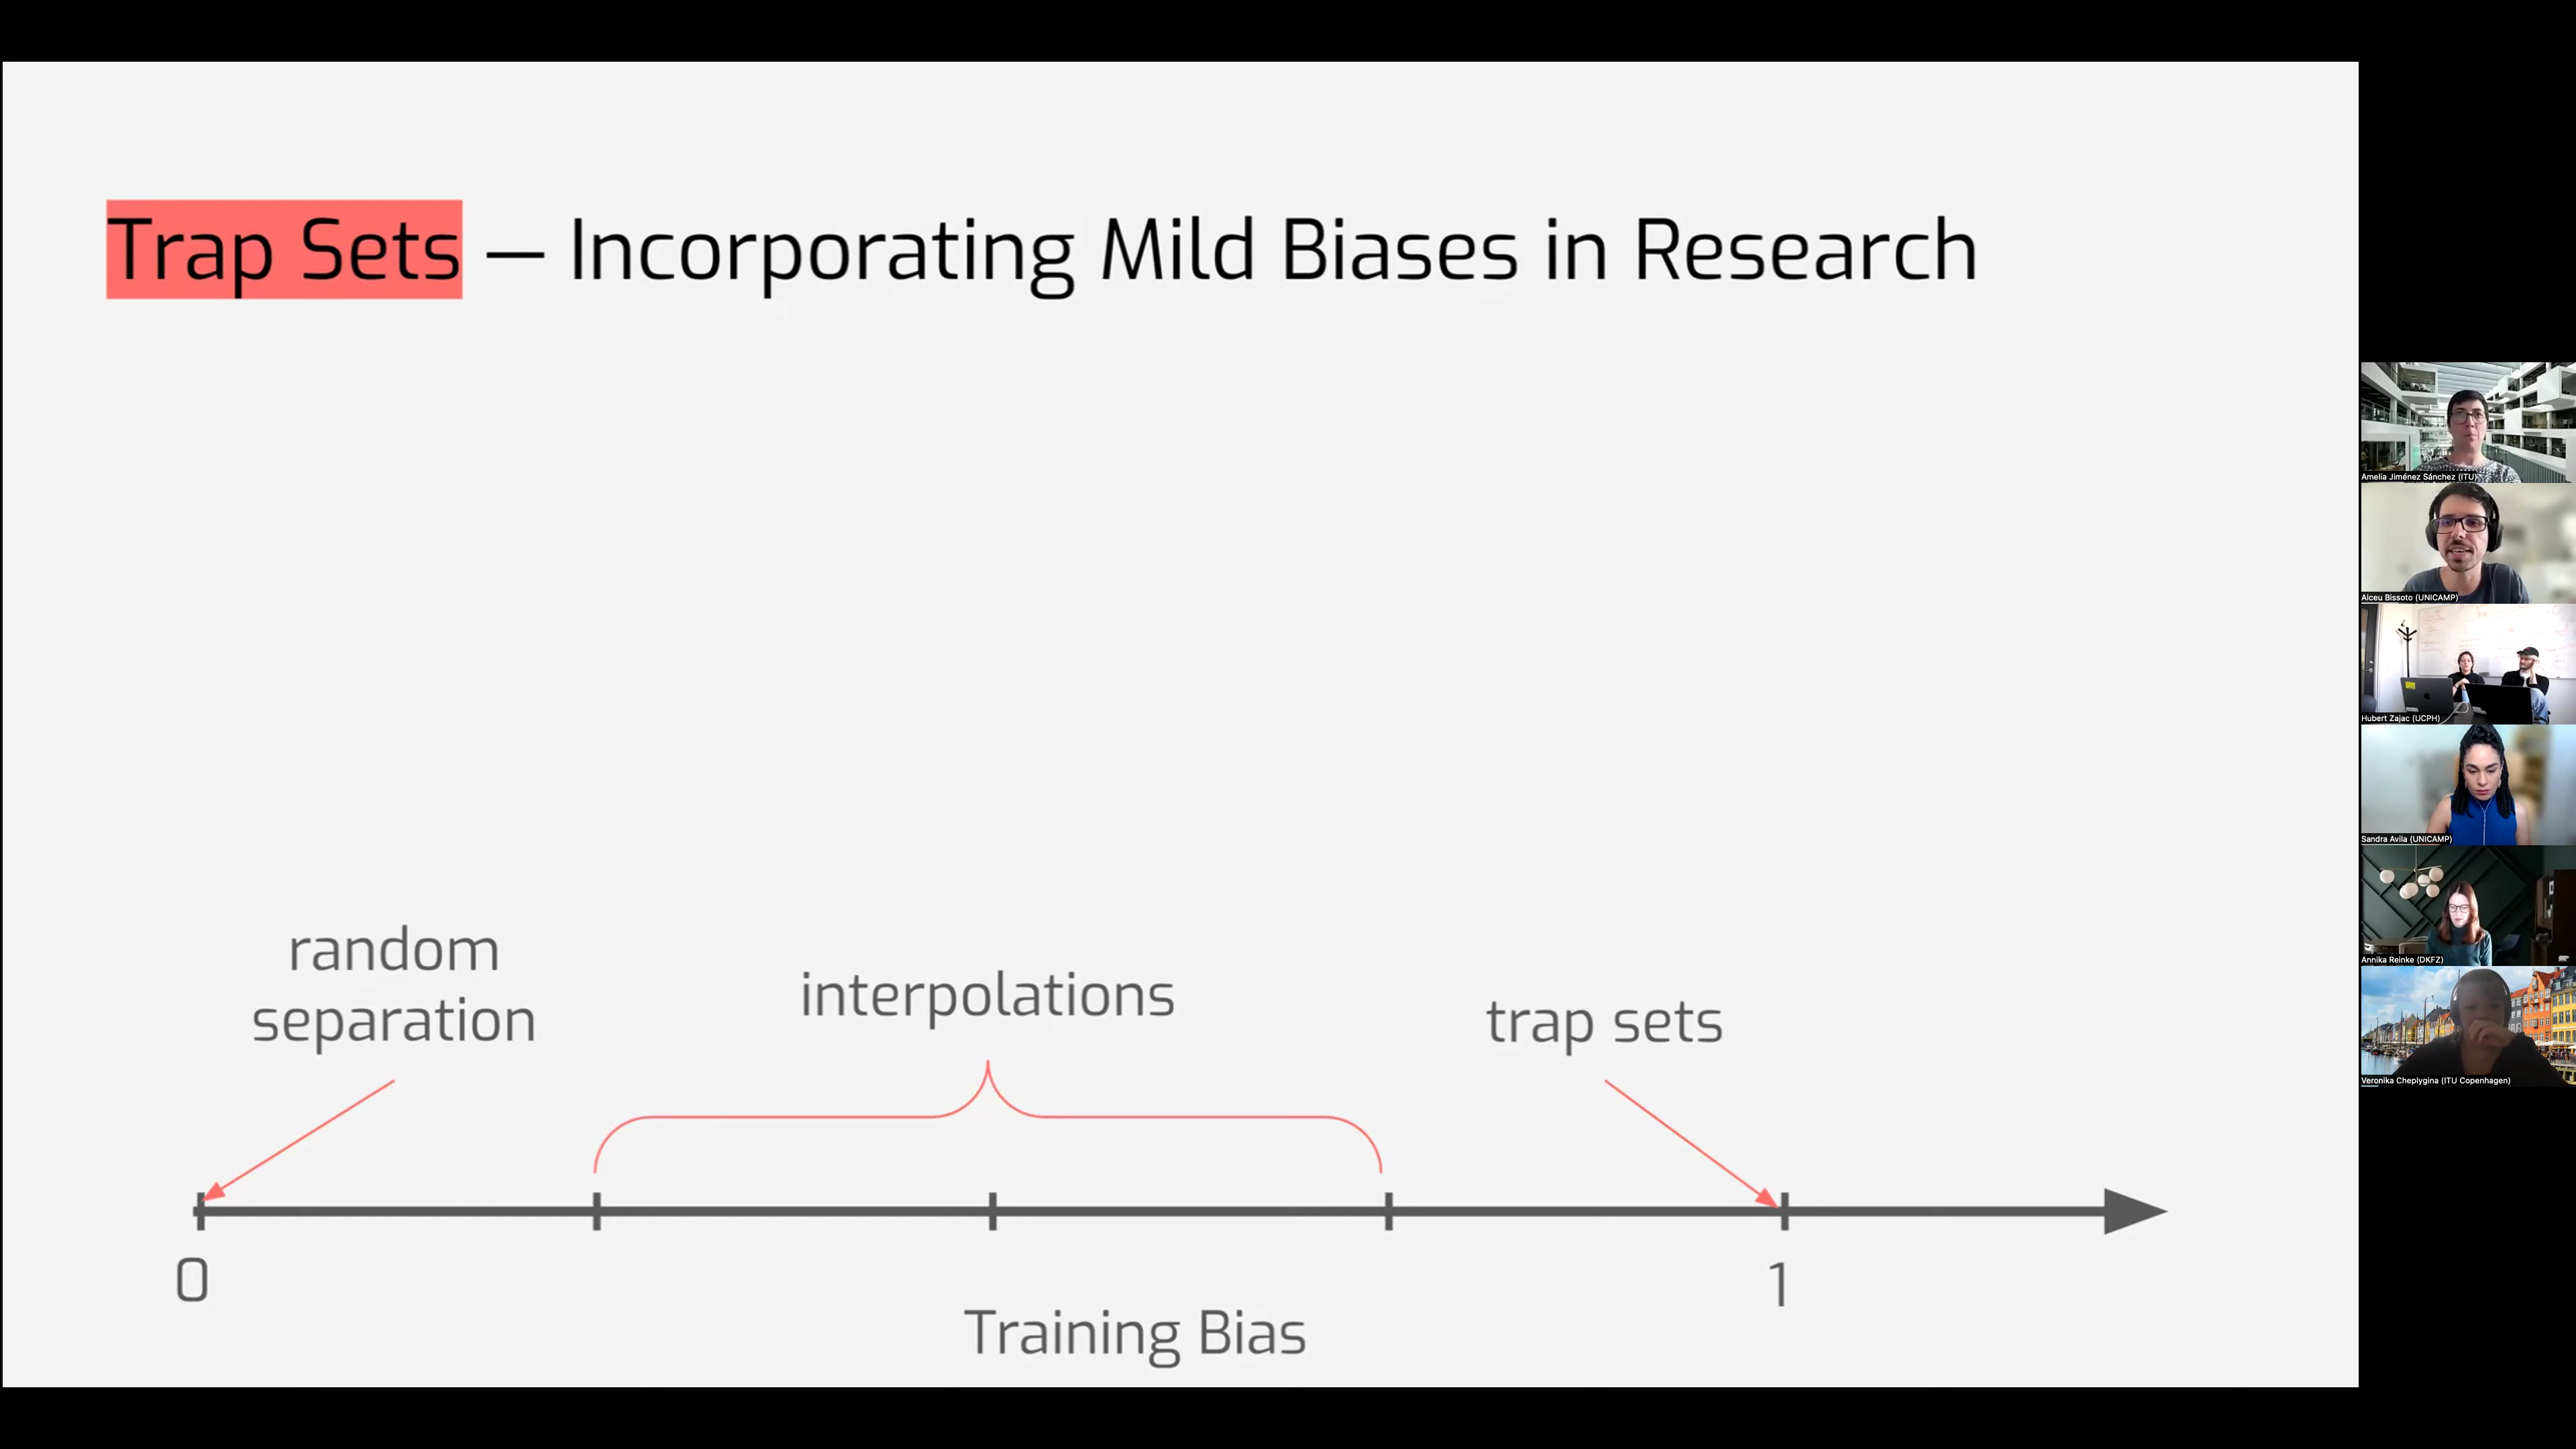 Trap Sets — Incorporating Mild Biases in Research
random
separation
interpolations
trap sets
0
1
Training Bias
Amelia Jiménez Sánchez (ITU)
Alceu Bissoto (UNICAMP)
Hubert Zajac (UCPH)
Sandra Avila (UNICAMP)
Annika Reinke (DKFZ)
Veronika Cheplygina (ITU Copenhagen)